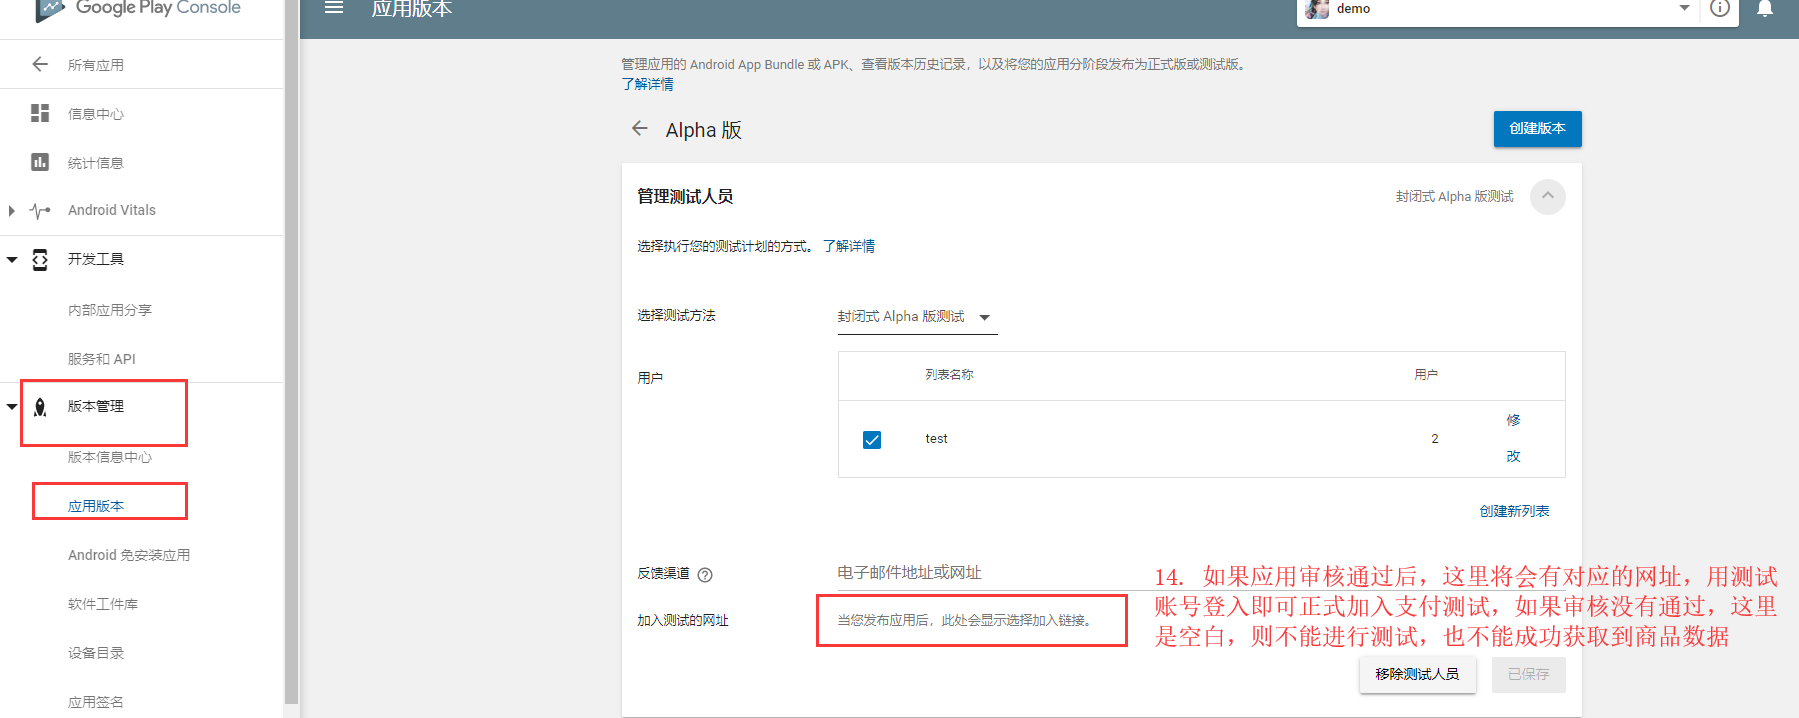 Google Play Console
应用版本
demo
所有应用
信息中心
统计信息
Android Vitals
开发工具
内部应用分享
服务和 API
版本管理
版本信息中心
应用版本
Android 免安装应用
软件工件库
设备目录
应用签名
管理应用的 Android App Bundle 或 APK、查看版本历史记录，以及将您的应用分阶段发布为正式版或测试版。
了解详情
Alpha 版
创建版本
管理测试人员
封闭式 Alpha 版测试
选择执行您的测试计划的方式。 了解详情
选择测试方法
封闭式 Alpha 版测试
用户
列表名称
用户
test
2
修
改
创建新列表
反馈渠道
电子邮件地址或网址
加入测试的网址
当您发布应用后，此处会显示选择加入链接。
14. 如果应用审核通过后，这里将会有对应的网址，用测试
账号登入即可正式加入支付测试，如果审核没有通过，这里
是空白，则不能进行测试，也不能成功获取到商品数据
移除测试人员
已保存